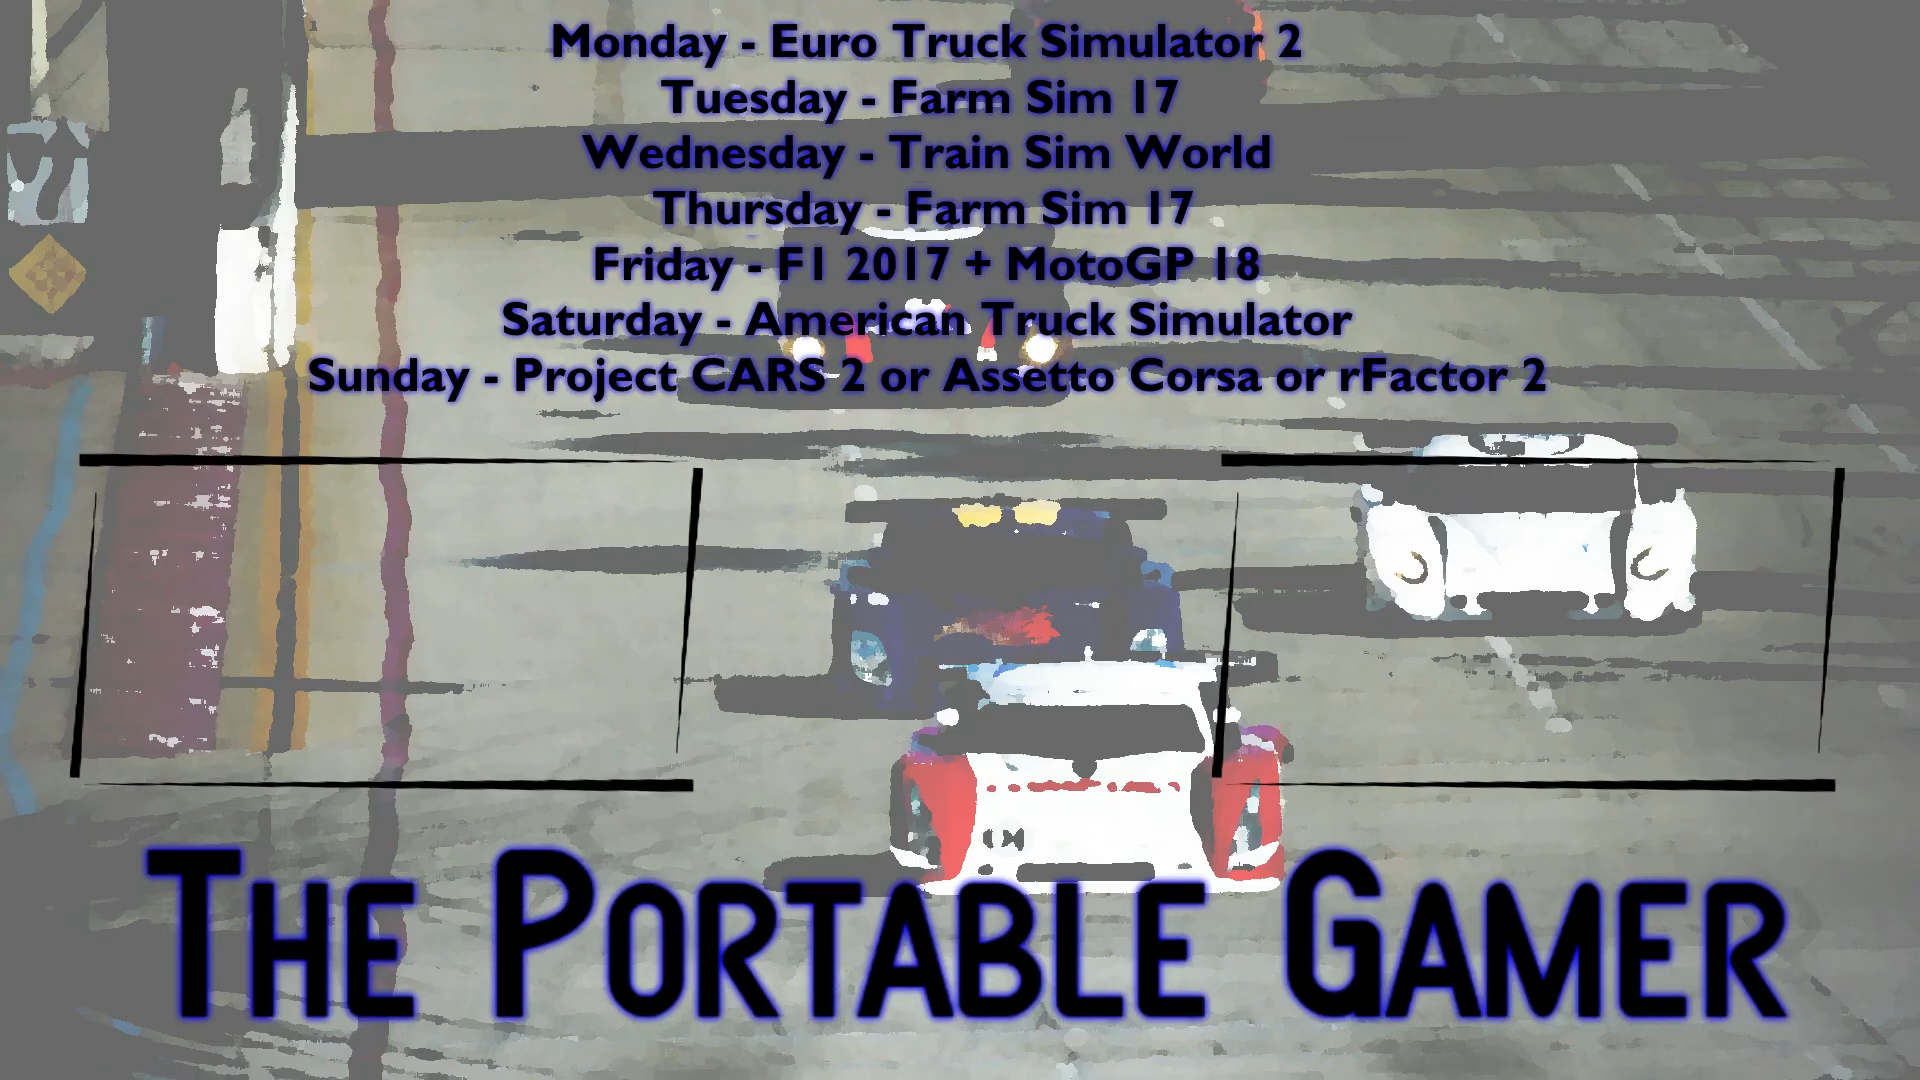 Monday - Euro Truck Simulator 2
Tuesday - Farm Sim 17
Wednesday - Train Sim World
Thursday - Farm Sim 17
Friday - F1 2017 + MotoGP 18
Saturday - American Truck Simulator
Sunday - Project CARS 2 or Assetto Corsa or rFactor 2
The Portable Gamer